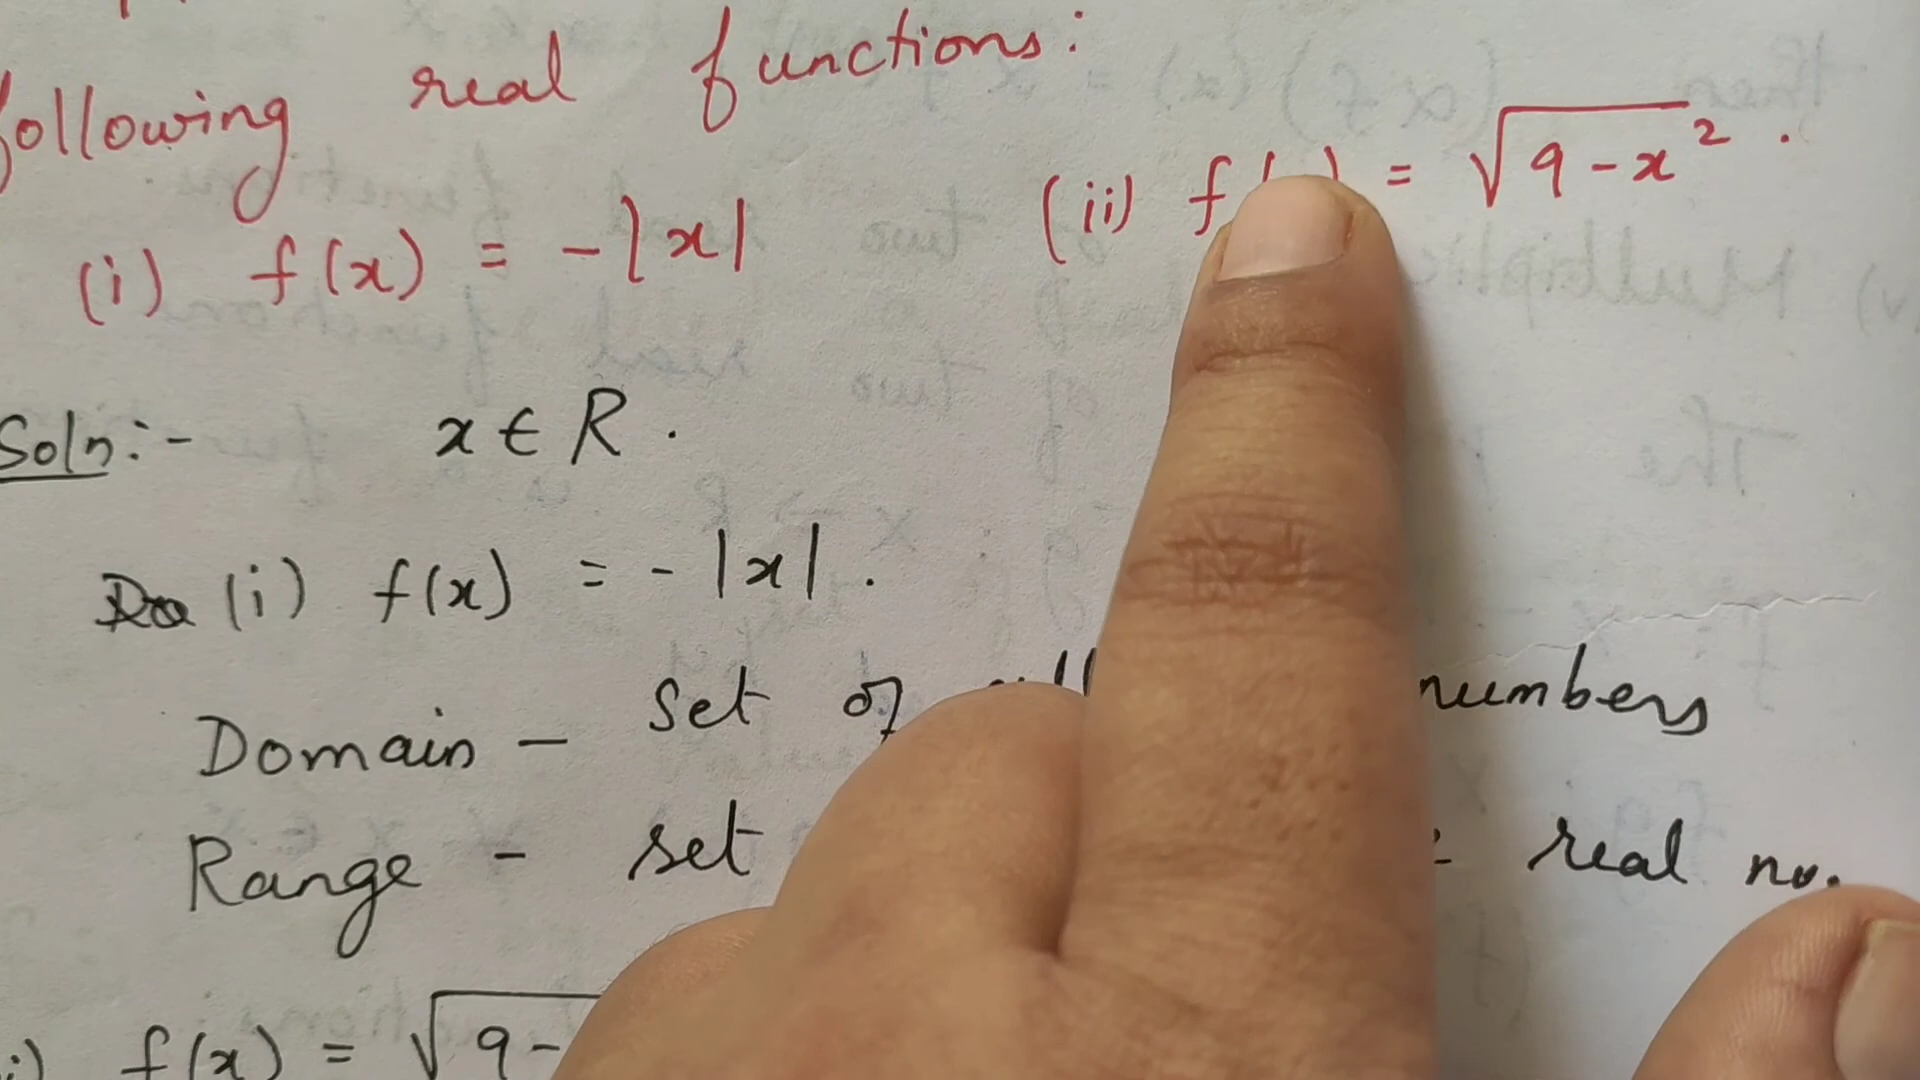 following real functions:
(i) f(x) = -|x| (ii) f( ) = √9-x² .
Soln:- x ∈ R .
(i) f(x) = -|x| .
Domain - set of numbers
Range - set real no.
f(x) = √9-